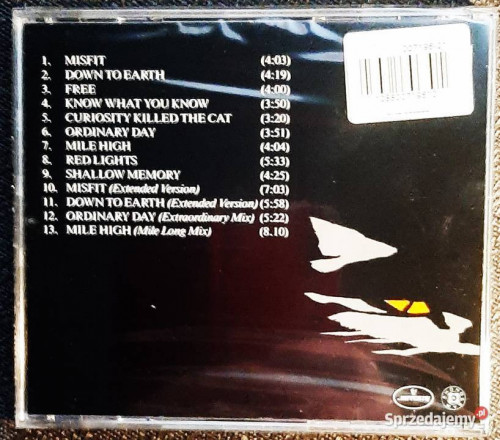 1. MISFIT (4:03)
2. DOWN TO EARTH (4:19)
3. FREE (4:00)
4. KNOW WHAT YOU KNOW (3:50)
5. CURIOSITY KILLED THE CAT (3:20)
6. ORDINARY DAY (3:51)
7. MILE HIGH (4:04)
8. RED LIGHTS (5:33)
9. SHALLOW MEMORY (4:25)
10. MISFIT (Extended Version) (7:03)
11. DOWN TO EARTH (Extended Version) (5:58)
12. ORDINARY DAY (Extraordinary Mix) (5:22)
13. MILE HIGH (Mile Long Mix) (8.10)
Sprzedajemy.pl